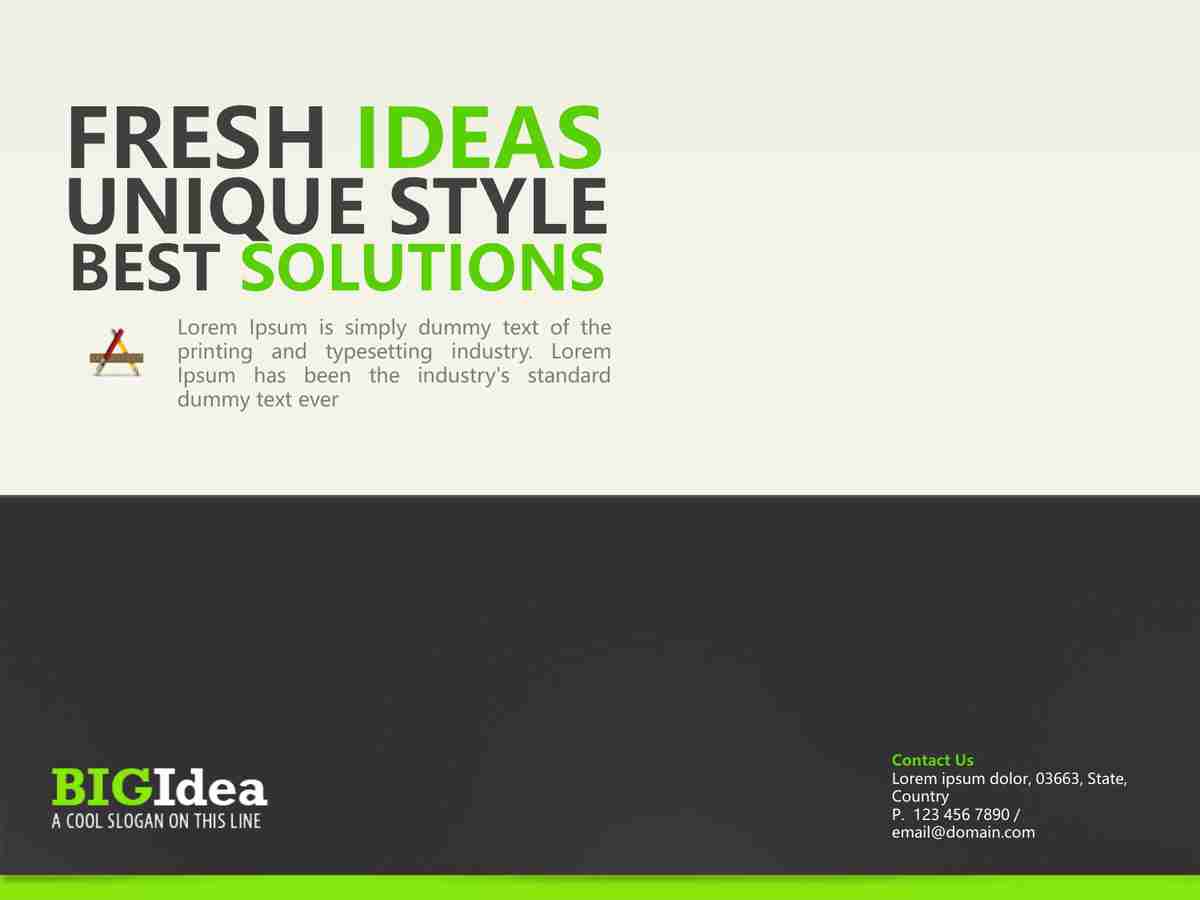 FRESH IDEAS
UNIQUE STYLE
BEST SOLUTIONS
Lorem Ipsum is simply dummy text of the
printing and typesetting industry. Lorem
Ipsum has been the industry's standard
dummy text ever
BIGIdea
A COOL SLOGAN ON THIS LINE
Contact Us
Lorem ipsum dolor, 03663, State,
Country
P.  123 456 7890 /
email@domain.com